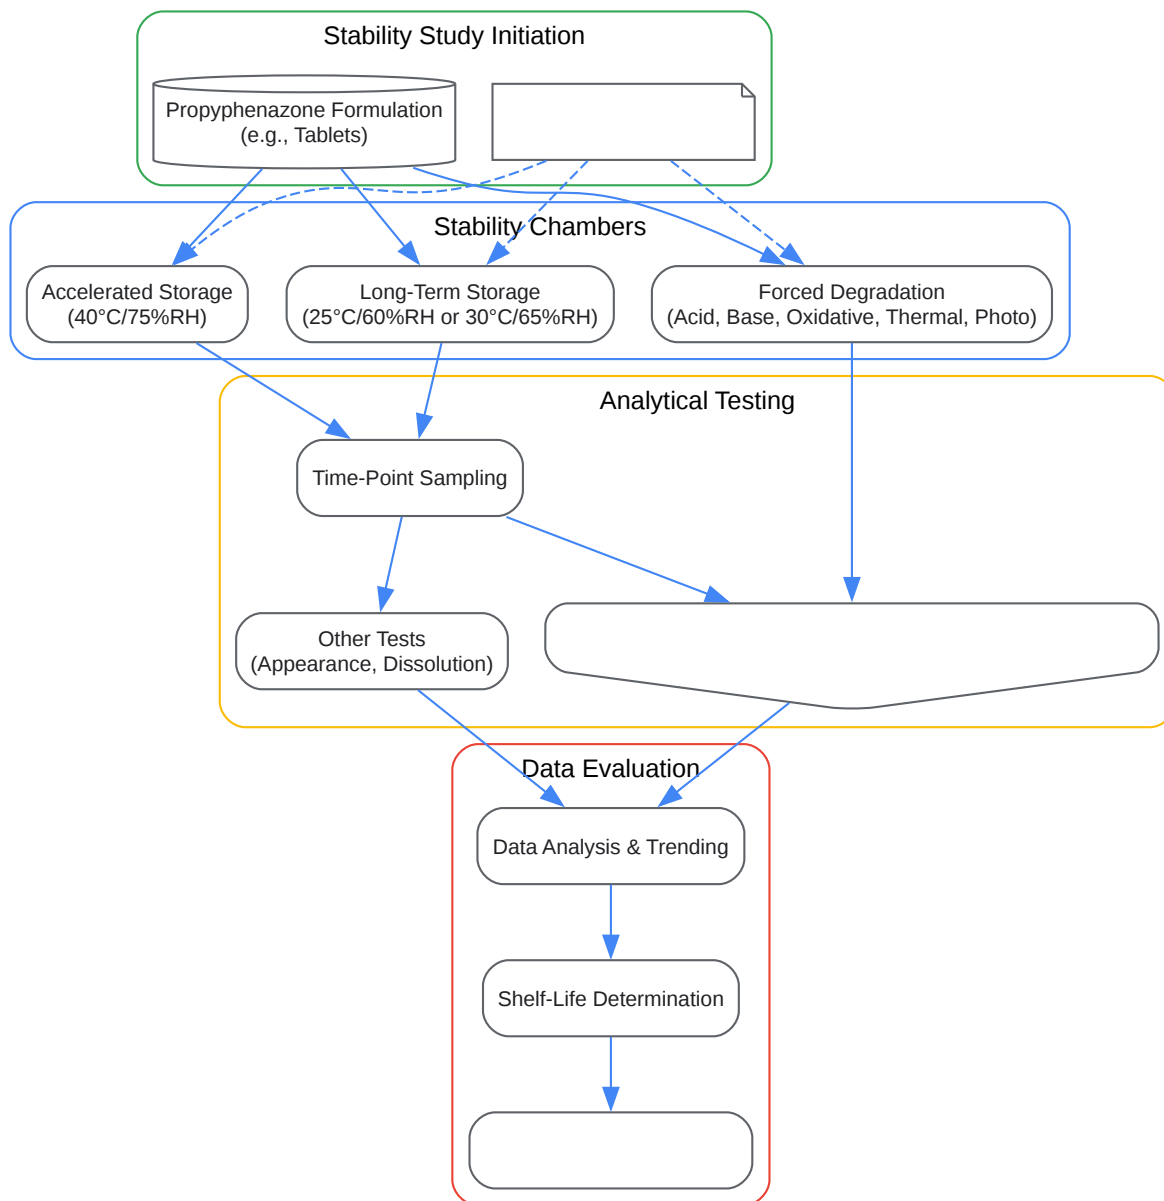 Stability Study Initiation
Propyphenazone Formulation
(e.g., Tablets)
Stability Chambers
Accelerated Storage
(40°C/75%RH)
Long-Term Storage
(25°C/60%RH or 30°C/65%RH)
Forced Degradation
(Acid, Base, Oxidative, Thermal, Photo)
Analytical Testing
Time-Point Sampling
Other Tests
(Appearance, Dissolution)
Data Evaluation
Data Analysis & Trending
Shelf-Life Determination